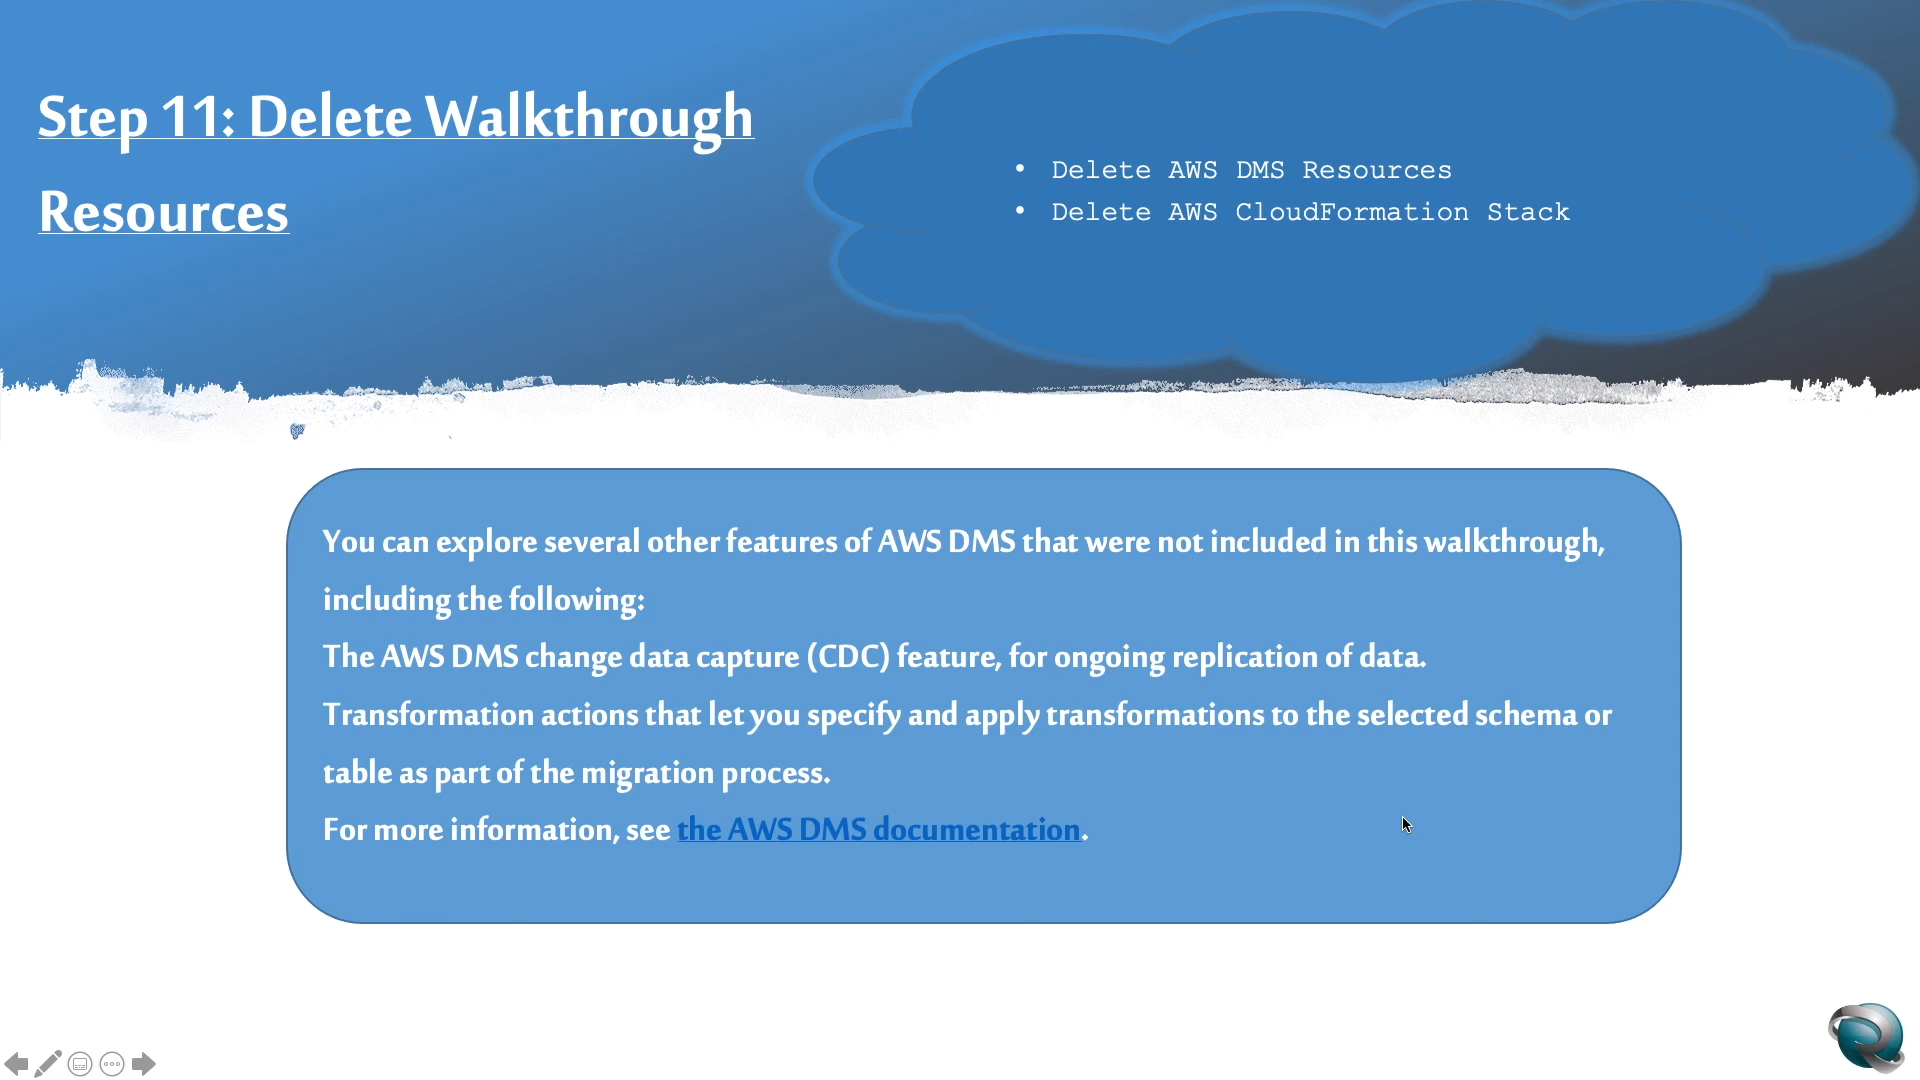 Step 11: Delete Walkthrough
Resources
• Delete AWS DMS Resources
• Delete AWS CloudFormation Stack
You can explore several other features of AWS DMS that were not included in this walkthrough,
including the following:
The AWS DMS change data capture (CDC) feature, for ongoing replication of data.
Transformation actions that let you specify and apply transformations to the selected schema or
table as part of the migration process.
For more information, see the AWS DMS documentation.